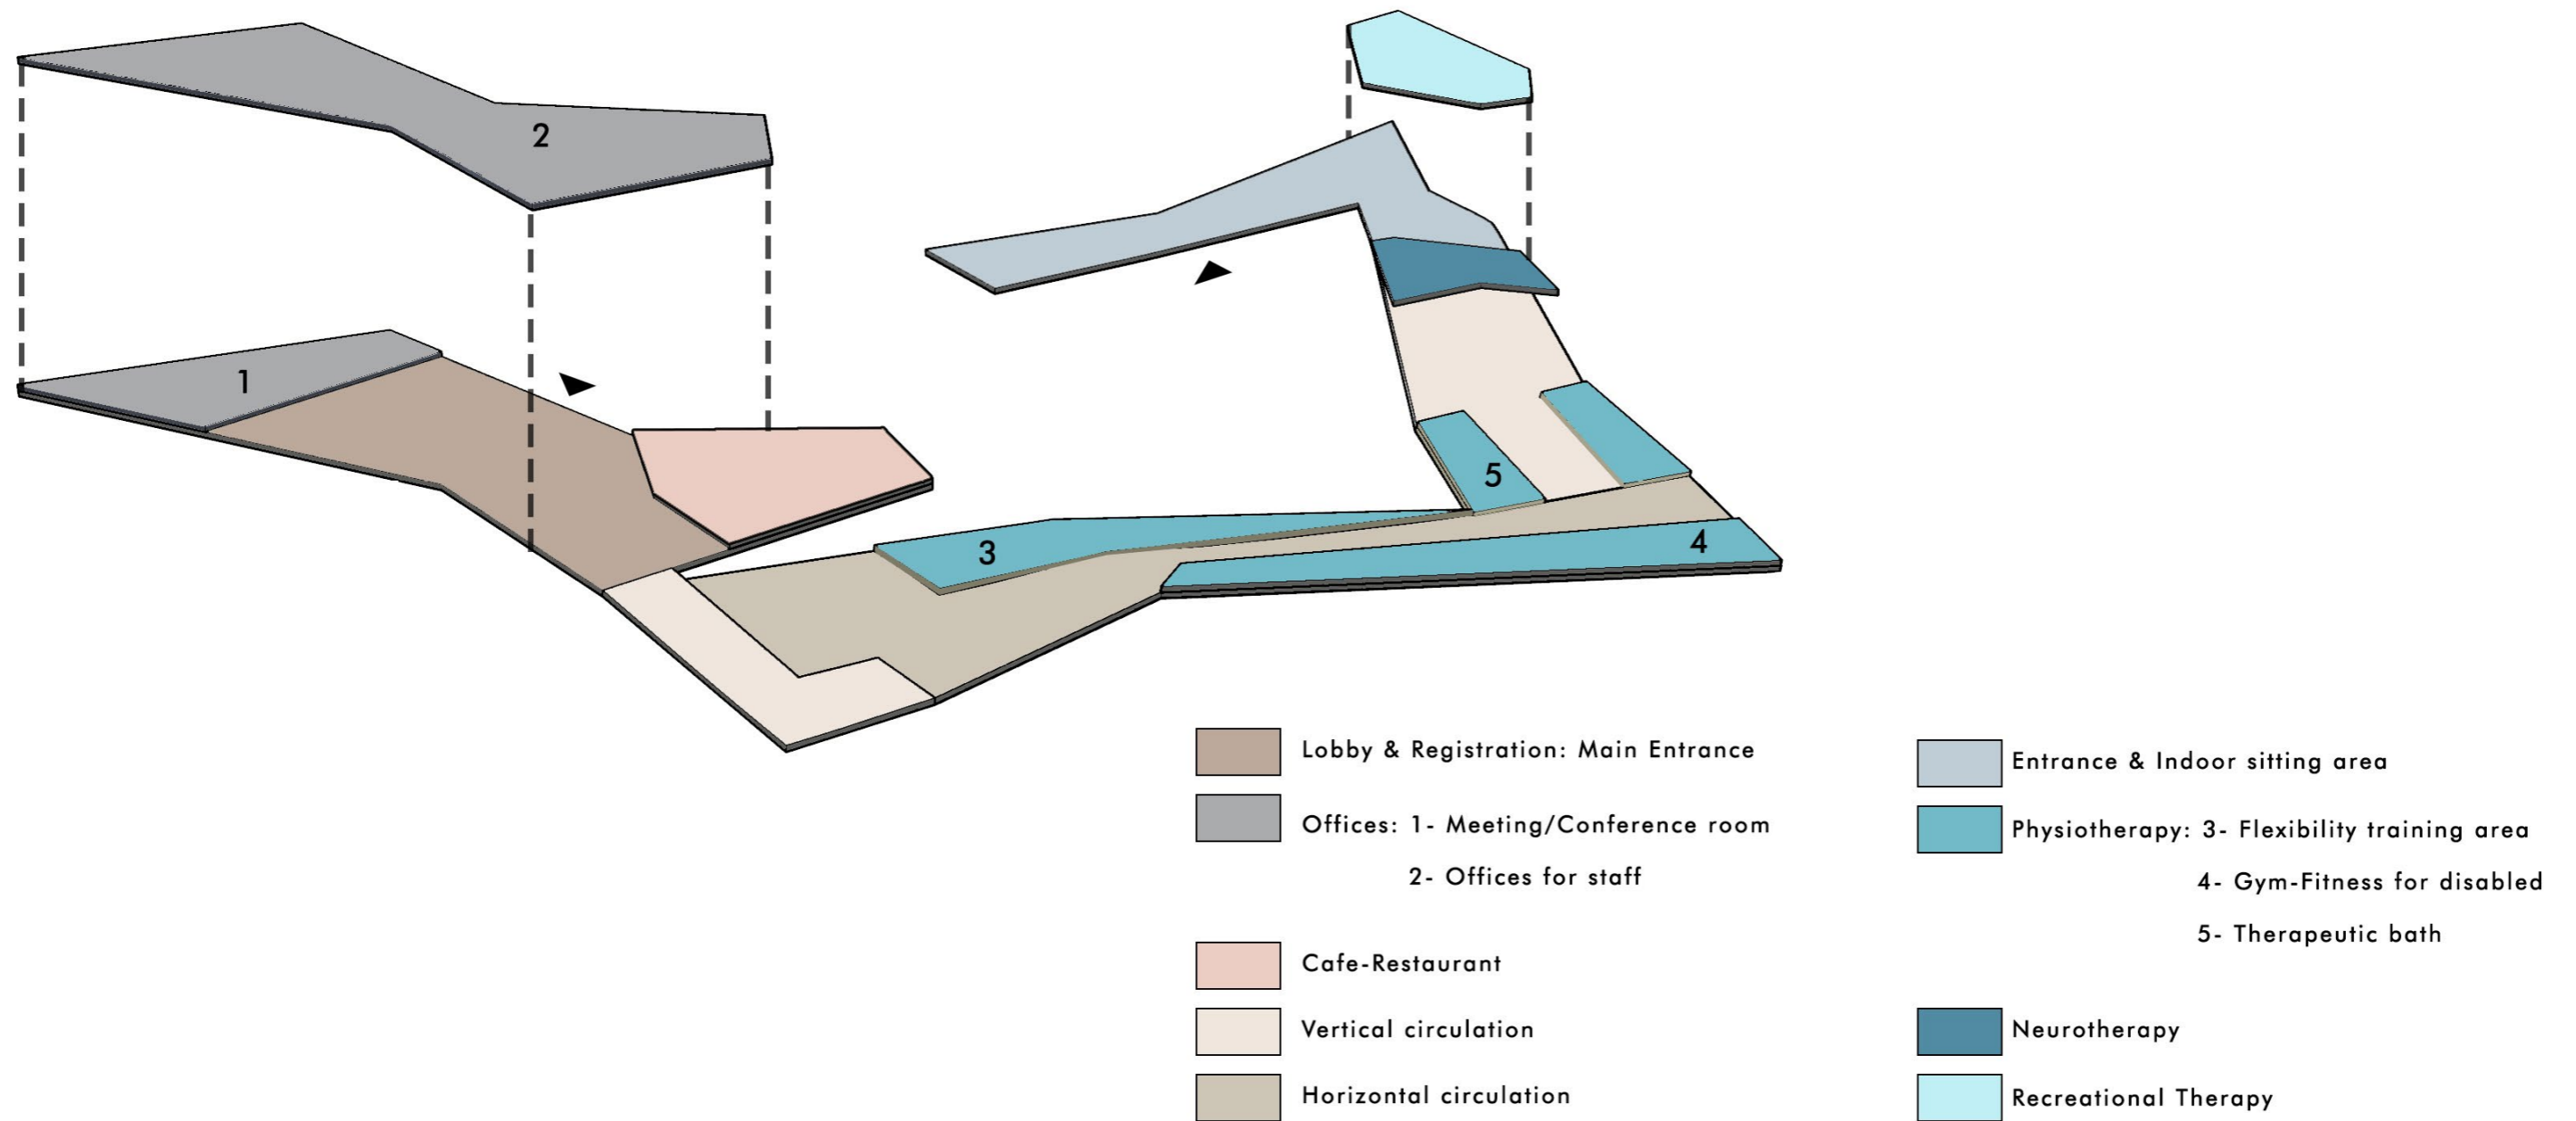 2
1
5
3
4
Lobby & Registration: Main Entrance
Offices: 1- Meeting/Conference room
2- Offices for staff
Cafe-Restaurant
Vertical circulation
Horizontal circulation
Entrance & Indoor sitting area
Physiotherapy: 3- Flexibility training area
4- Gym-Fitness for disabled
5- Therapeutic bath
Neurotherapy
Recreational Therapy